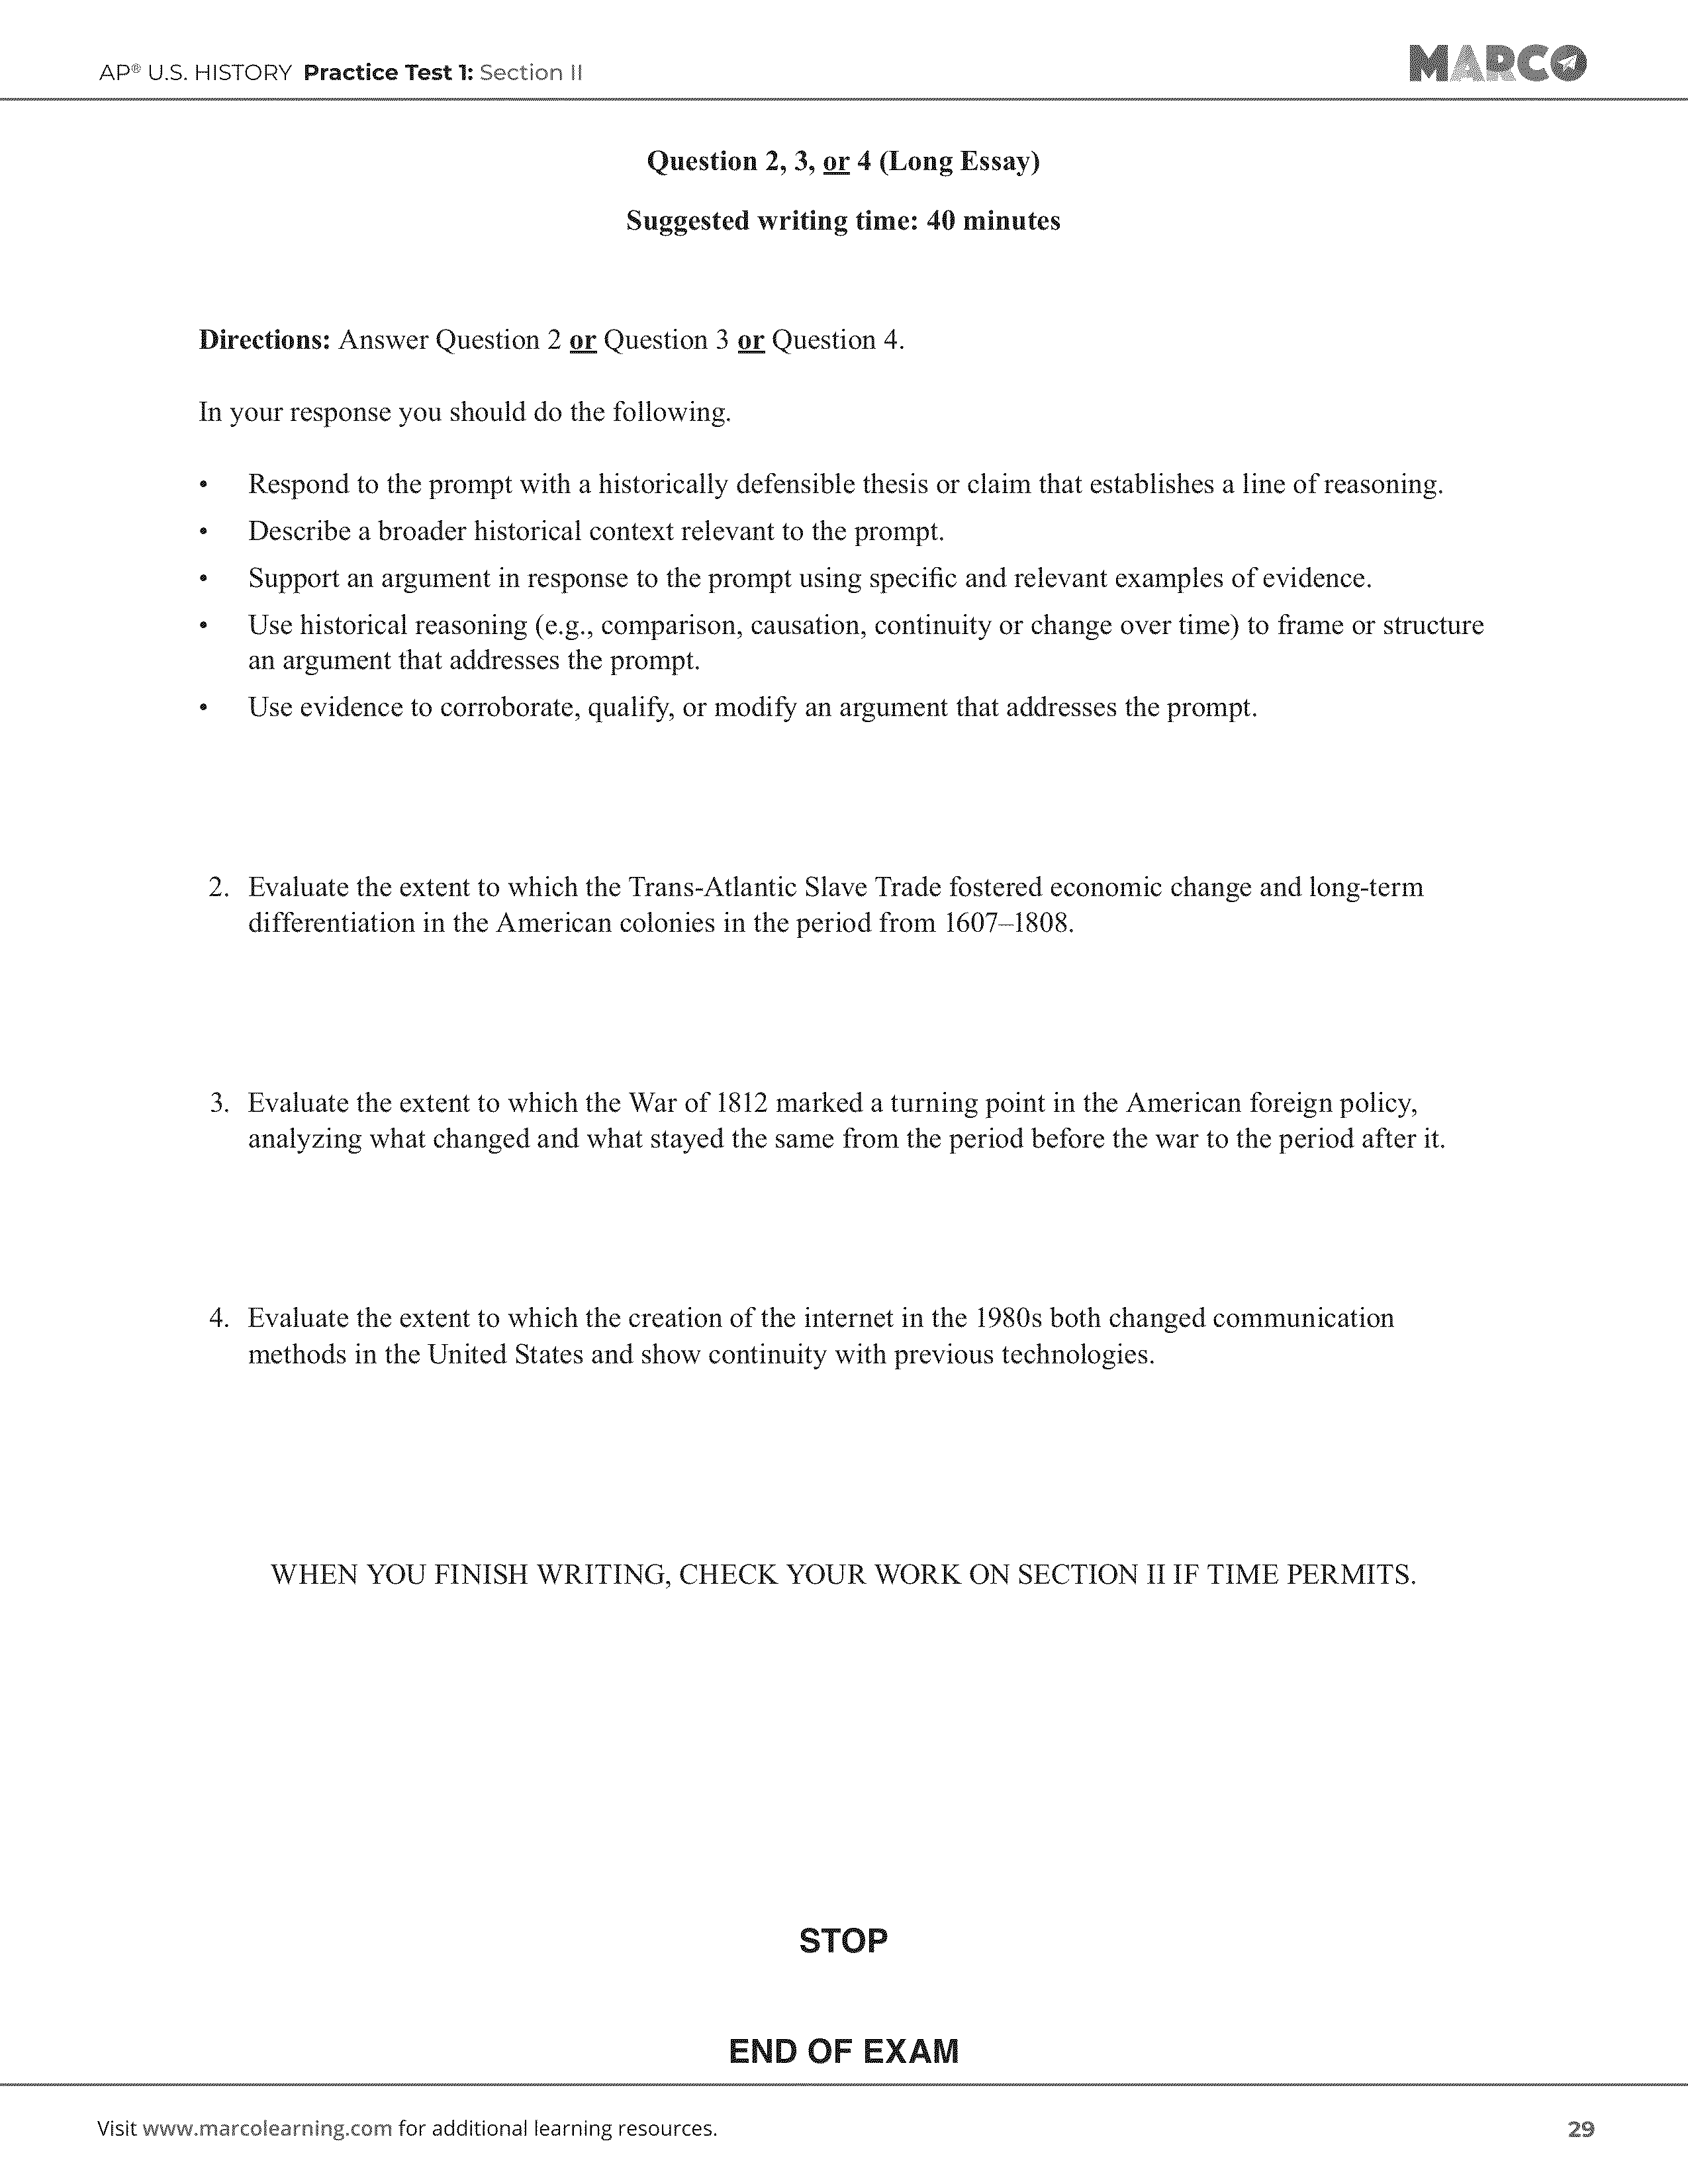 AP® U.S. HISTORY Practice Test 1: Section II
MARCO
Question 2, 3, or 4 (Long Essay)
Suggested writing time: 40 minutes
Directions: Answer Question 2 or Question 3 or Question 4.
In your response you should do the following.
• Respond to the prompt with a historically defensible thesis or claim that establishes a line of reasoning.
• Describe a broader historical context relevant to the prompt.
• Support an argument in response to the prompt using specific and relevant examples of evidence.
• Use historical reasoning (e.g., comparison, causation, continuity or change over time) to frame or structure
an argument that addresses the prompt.
• Use evidence to corroborate, qualify, or modify an argument that addresses the prompt.
2. Evaluate the extent to which the Trans-Atlantic Slave Trade fostered economic change and long-term
differentiation in the American colonies in the period from 1607–1808.
3. Evaluate the extent to which the War of 1812 marked a turning point in the American foreign policy,
analyzing what changed and what stayed the same from the period before the war to the period after it.
4. Evaluate the extent to which the creation of the internet in the 1980s both changed communication
methods in the United States and show continuity with previous technologies.
WHEN YOU FINISH WRITING, CHECK YOUR WORK ON SECTION II IF TIME PERMITS.
STOP
END OF EXAM
Visit www.marcolearning.com for additional learning resources.
29